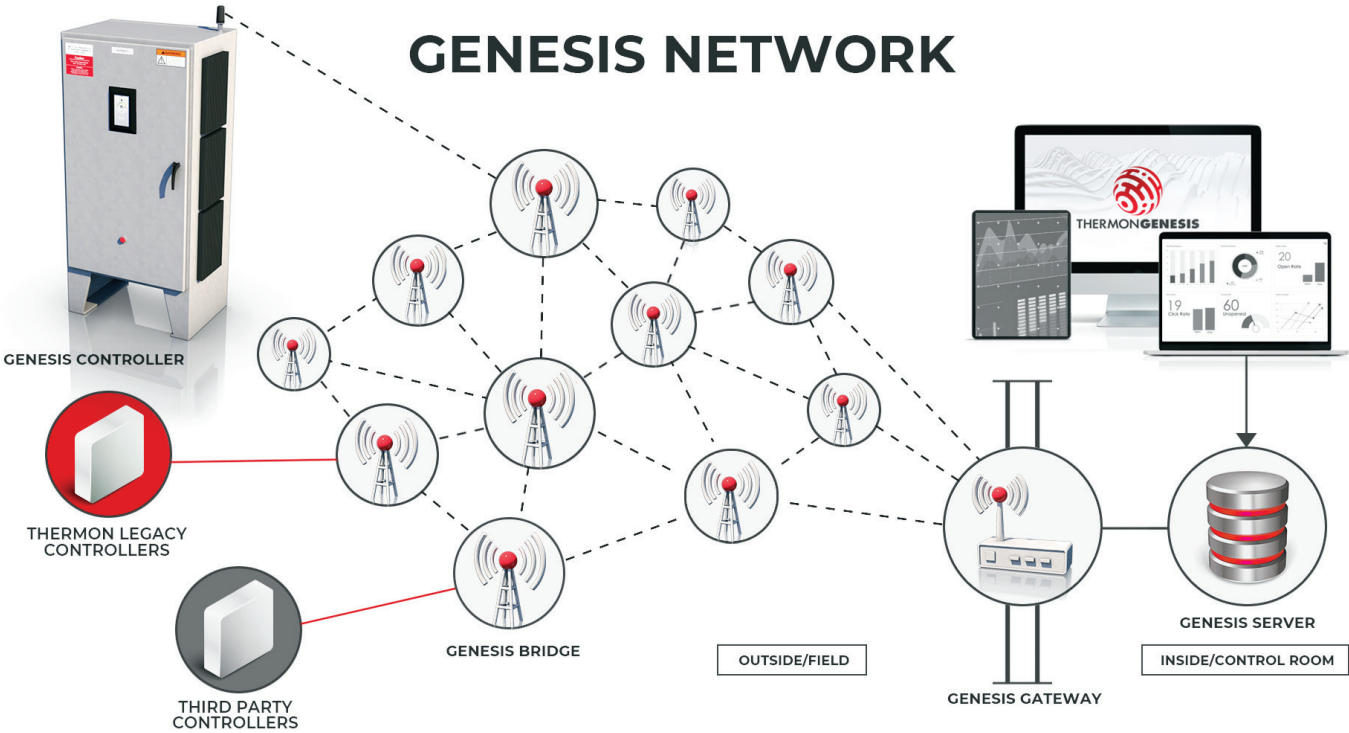 GENESIS NETWORK
THERMONGENESIS
20
Open Rate
19
Click Rate
60
Unopened
GENESIS CONTROLLER
THERMON LEGACY
CONTROLLERS
THIRD PARTY
CONTROLLERS
GENESIS BRIDGE
OUTSIDE/FIELD
GENESIS GATEWAY
GENESIS SERVER
INSIDE/CONTROL ROOM